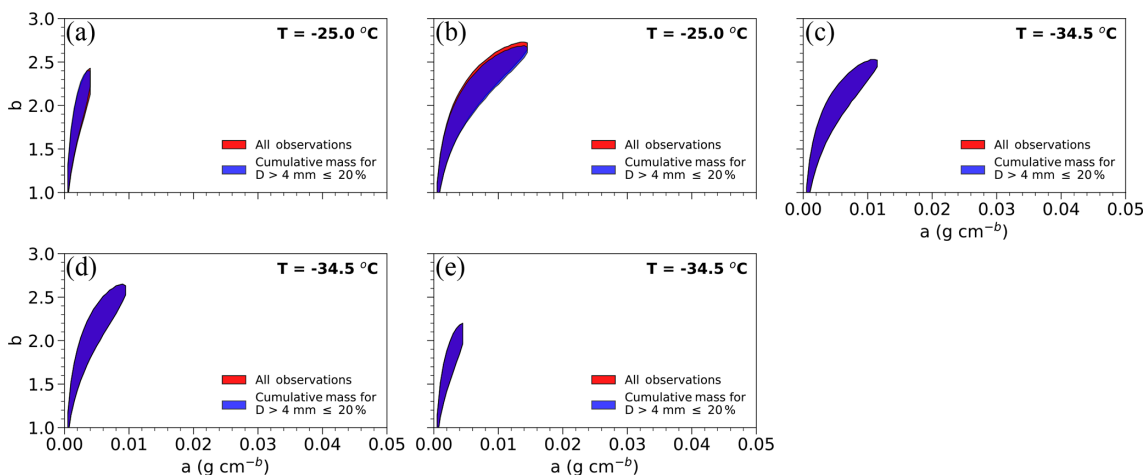 (a)
T = -25.0 °C
3.0
2.5
2.0
1.5
1.0
b
All observations
Cumulative mass for
D > 4 mm ≤ 20%
(b)
T = -25.0 °C
All observations
Cumulative mass for
D > 4 mm ≤ 20%
(c)
T = -34.5 °C
All observations
Cumulative mass for
D > 4 mm ≤ 20%
0.00 0.01 0.02 0.03 0.04 0.05
a (g cm⁻ᵇ)
(d)
T = -34.5 °C
3.0
2.5
2.0
1.5
1.0
b
All observations
Cumulative mass for
D > 4 mm ≤ 20%
0.00 0.01 0.02 0.03 0.04 0.05
a (g cm⁻ᵇ)
(e)
T = -34.5 °C
All observations
Cumulative mass for
D > 4 mm ≤ 20%
0.00 0.01 0.02 0.03 0.04 0.05
a (g cm⁻ᵇ)